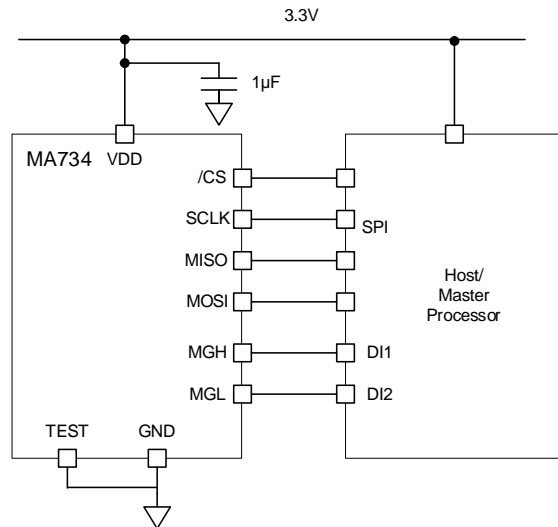 3.3V
1µF
MA734
VDD
/CS
SCLK
SPI
MISO
Host/
Master
Processor
MOSI
MGH
DI1
MGL
DI2
TEST
GND